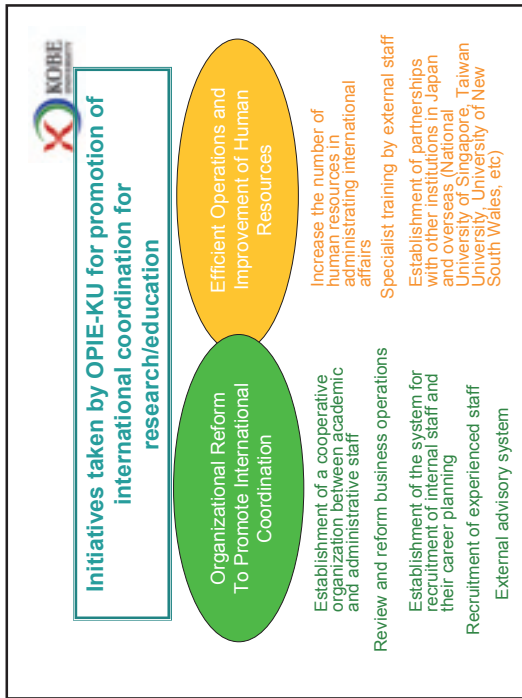 KOBE
UNIVERSITY
Initiatives taken by OPIE-KU for promotion of
international coordination for
research/education
Organizational Reform
To Promote International
Coordination
Efficient Operations and
Improvement of Human
Resources
Establishment of a cooperative
organization between academic
and administrative staff
Review and reform business operations
Establishment of the system for
recruitment of internal staff and
their career planning
Recruitment of experienced staff
External advisory system
Increase the number of
human resources in
administrating international
affairs
Specialist training by external staff
Establishment of partnerships
with other institutions in Japan
and overseas (National
University of Singapore, Taiwan
University, University of New
South Wales, etc)